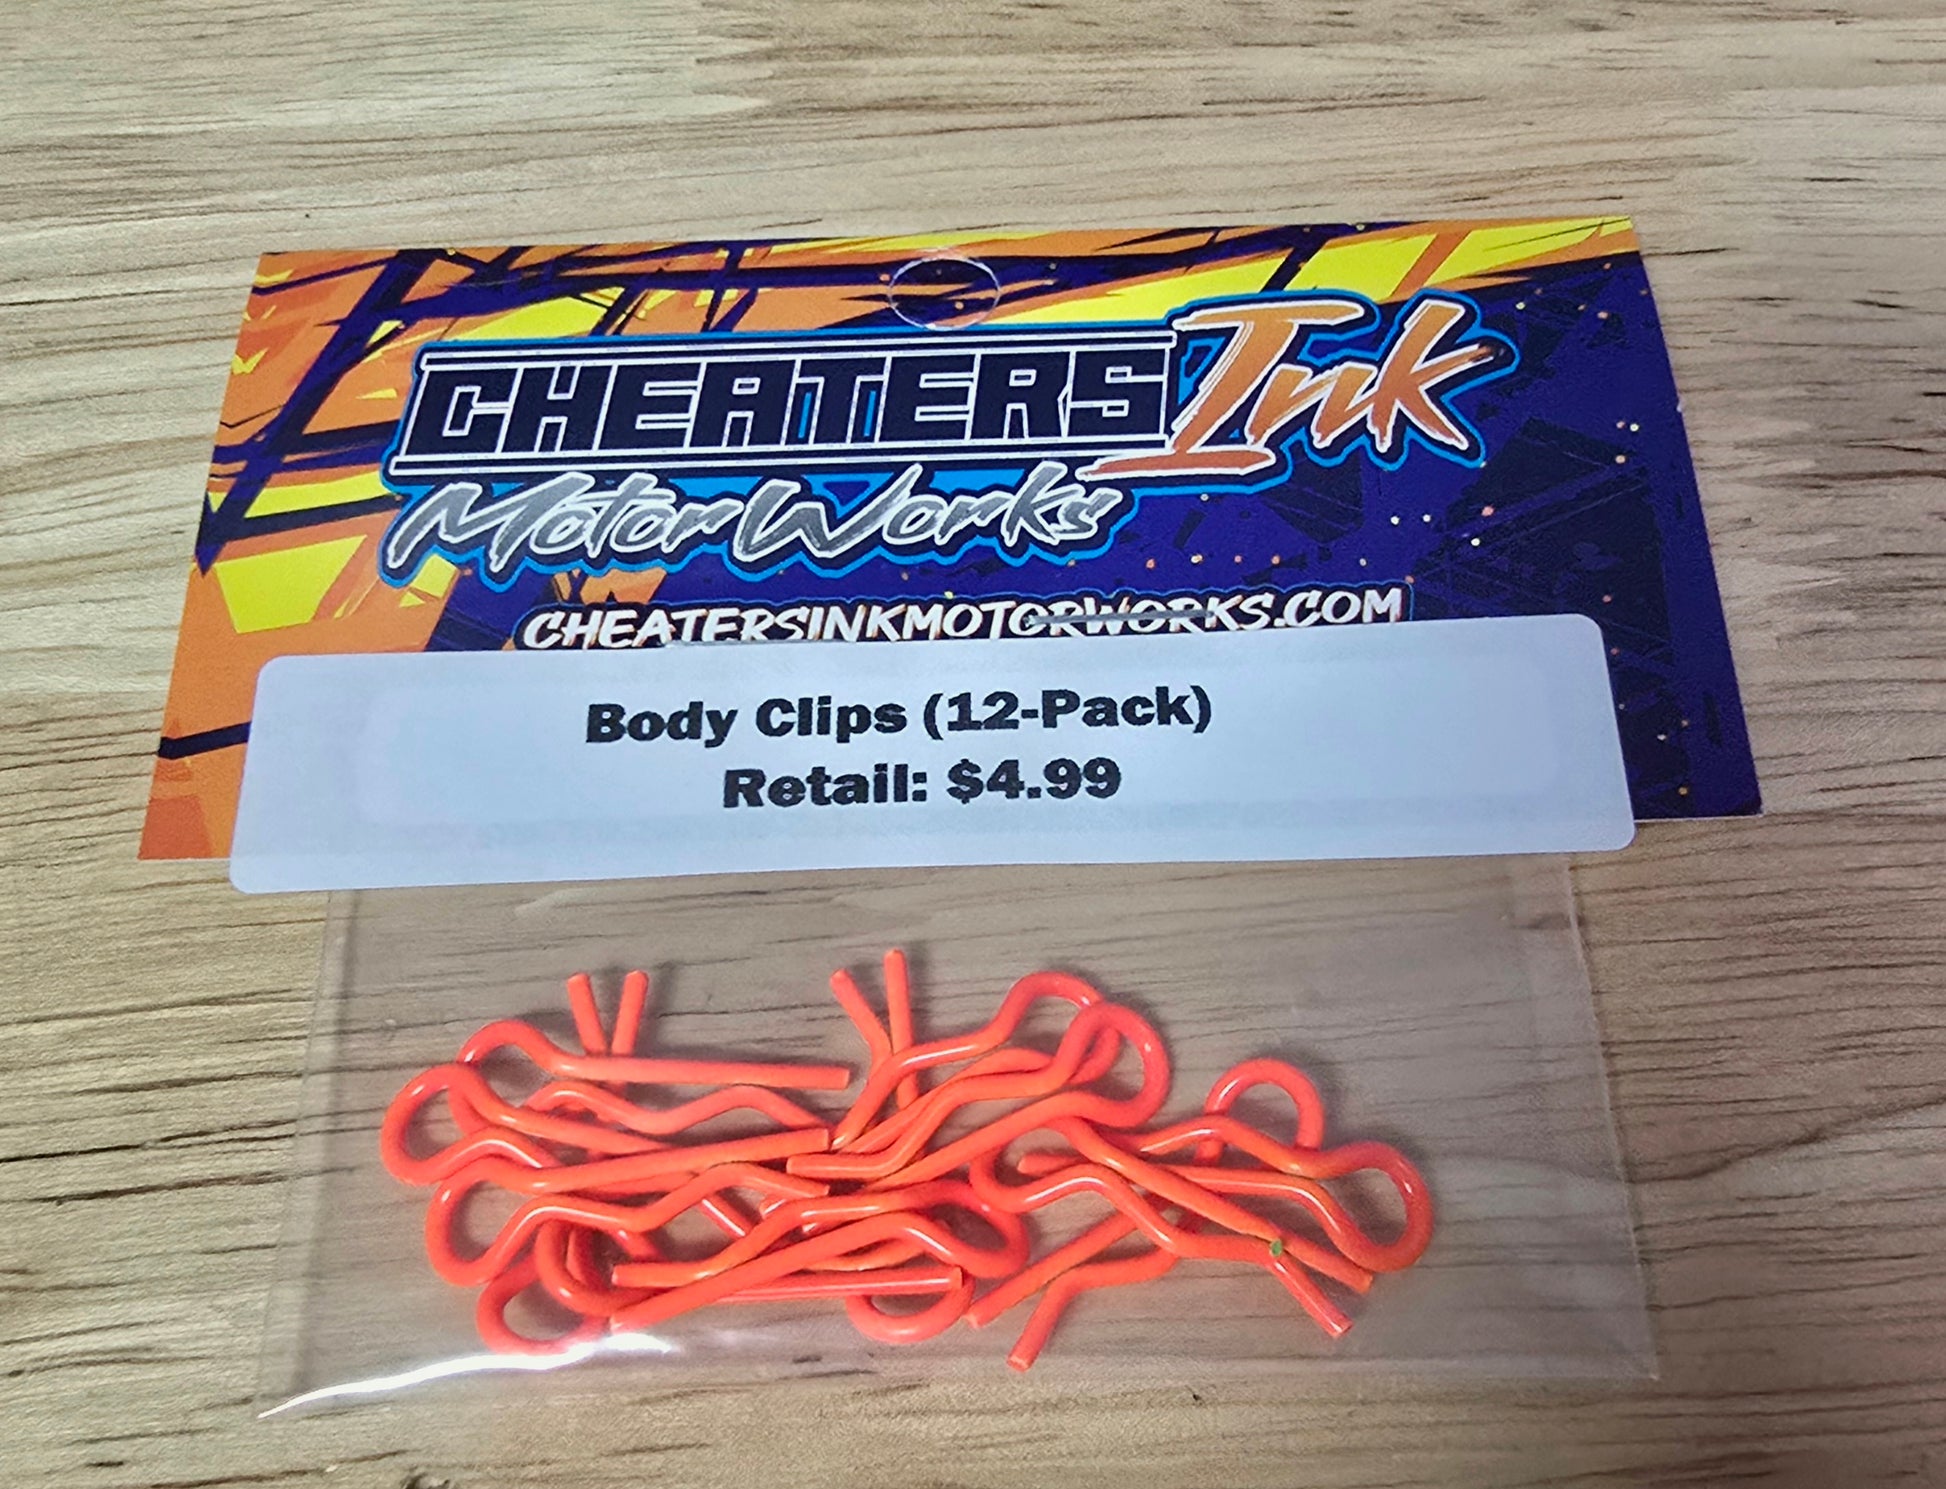 CHEATERS Ink
MotorWorks
CHEATERSINKMOTORWORKS.COM
Body Clips (12-Pack)
Retail: $4.99